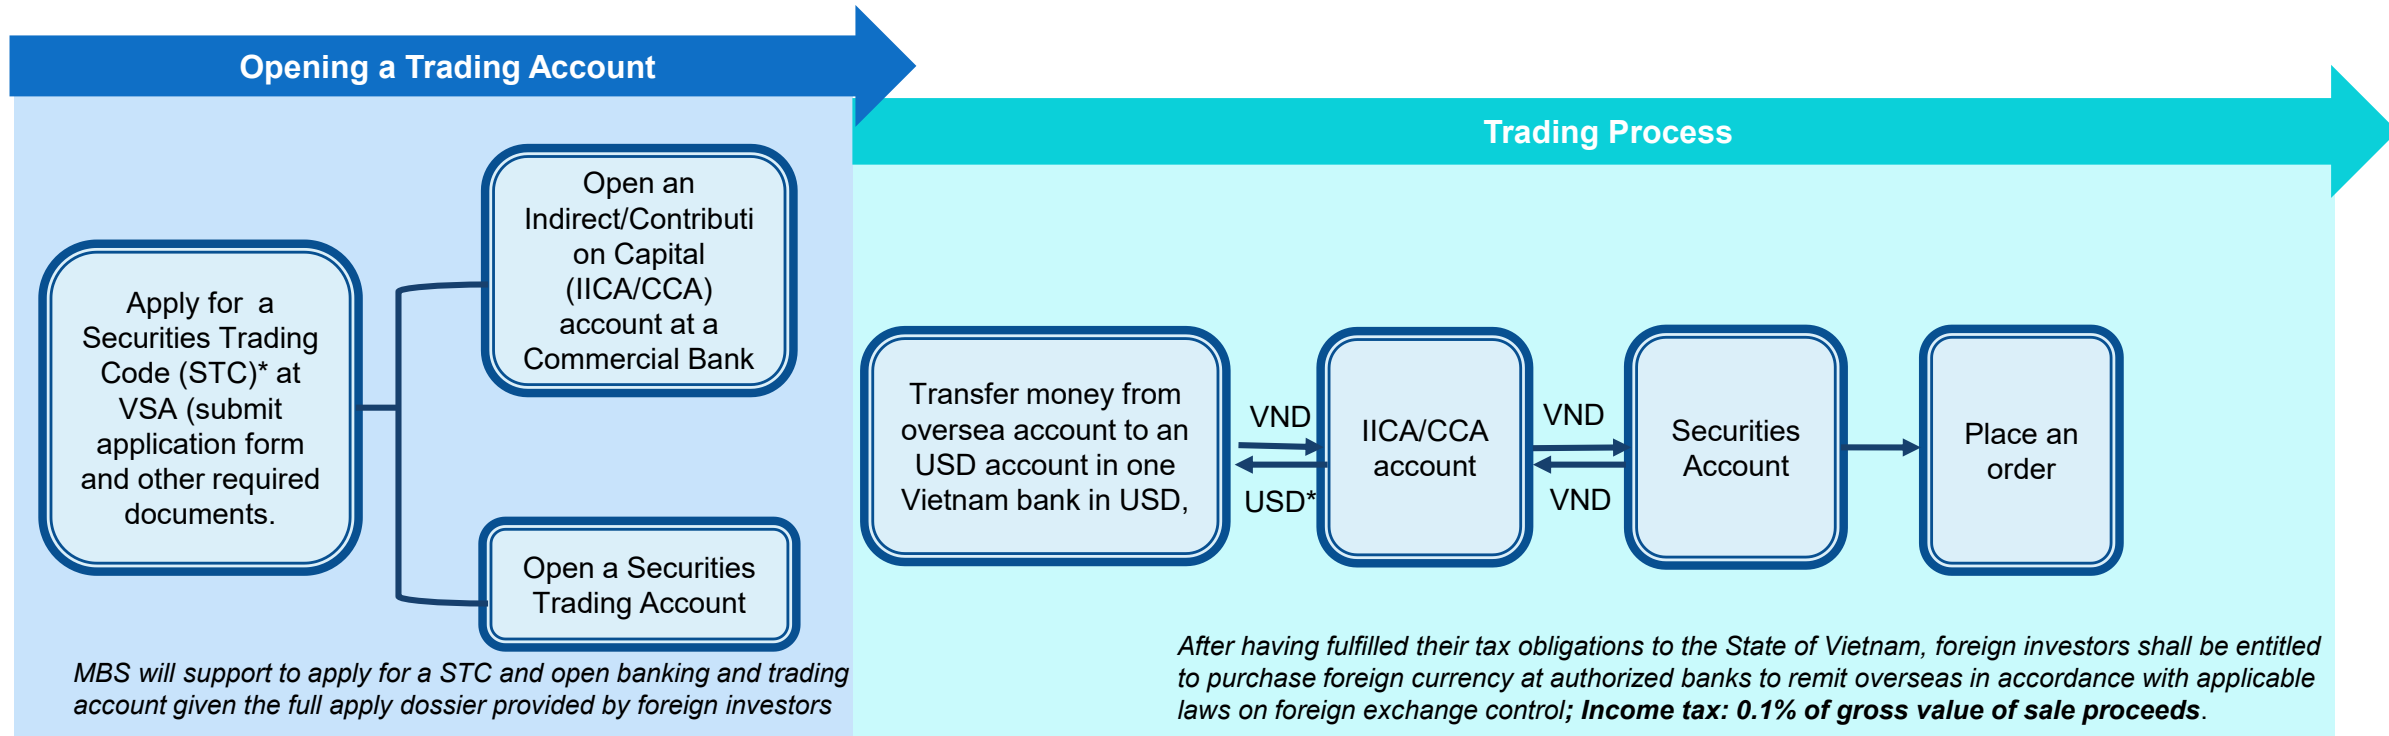 Opening a Trading Account
Trading Process
Apply for  a
Securities Trading
Code (STC)* at
VSA (submit
application form
and other required
documents.
Open an
Indirect/Contributi
on Capital
(IICA/CCA)
account at a
Commercial Bank
Open a Securities
Trading Account
MBS will support to apply for a STC and open banking and trading
account given the full apply dossier provided by foreign investors
Transfer money from
oversea account to an
USD account in one
Vietnam bank in USD,
VND
USD*
IICA/CCA
account
VND
VND
Securities
Account
Place an
order
After having fulfilled their tax obligations to the State of Vietnam, foreign investors shall be entitled
to purchase foreign currency at authorized banks to remit overseas in accordance with applicable
laws on foreign exchange control; Income tax: 0.1% of gross value of sale proceeds.